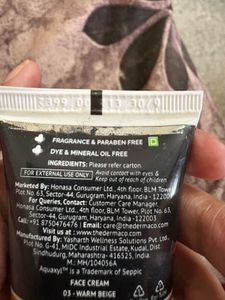 FRAGRANCE & PARABEN FREE
DYE & MINERAL OIL FREE
INGREDIENTS: Please refer carton.
FOR EXTERNAL USE ONLY
Avoid contact with eyes &
keep out of reach of children
Marketed By: Honasa Consumer Ltd., 4th floor, BLM Tower,
Plot No. 63, Sector 44, Gurugram, Haryana, India - 122003
For Queries, Contact: Customer Care Manager,
Honasa Consumer Ltd., 4th floor, BLM Tower, Plot No. 63,
Sector 44, Gurugram, Haryana, India - 122003
Call us: +91 8750476476 | Email: care@thedermaco.com
Visit us at : www.thedermaco.com
Manufactured By : Yasharth Wellness Solutions Pvt. Ltd.
Plot No. G-41, MIDC Industrial Estate, Kudal, Dist.
Sindhudurg, Maharashtra-416525, India
M.L.: MH/104056A
Aquaxyl™ is a Trademark of Seppic
FACE CREAM
03 - WARM BEIGE